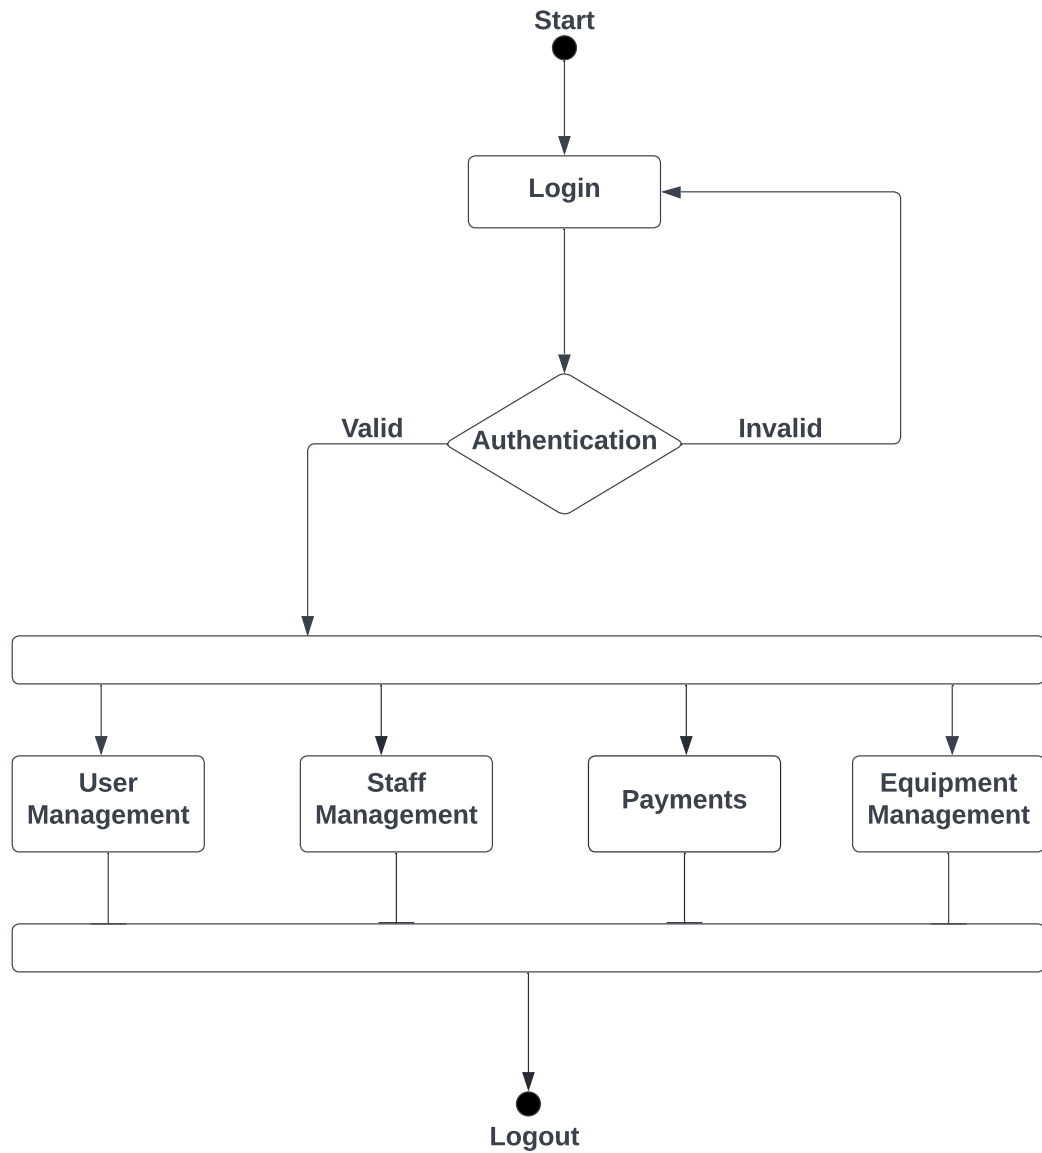 Start
Login
Valid
Authentication
Invalid
User
Management
Staff
Management
Payments
Equipment
Management
Logout